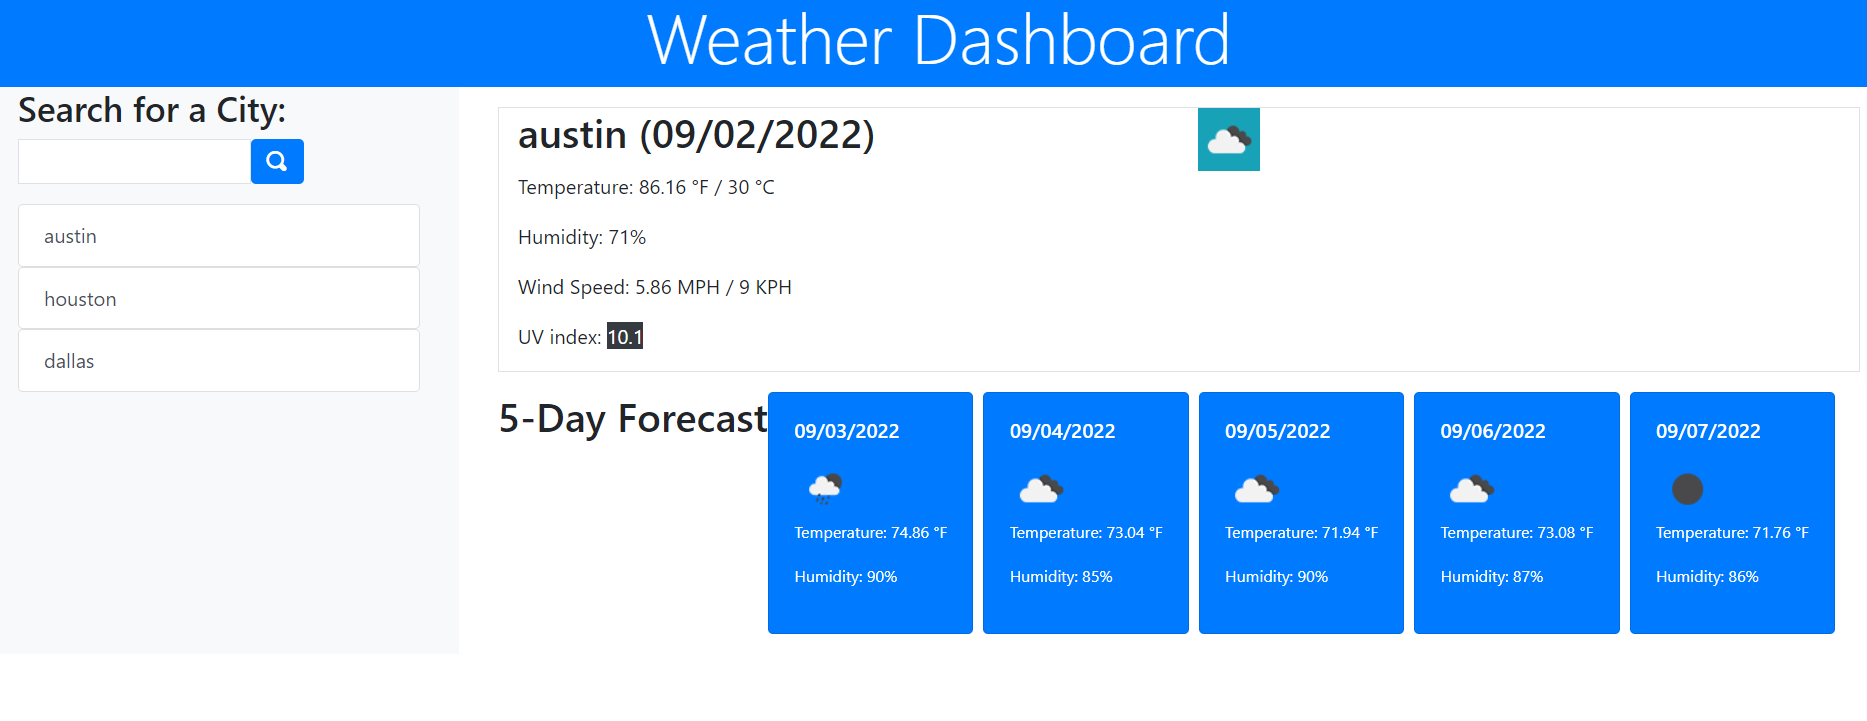 Weather Dashboard
Search for a City:
austin
houston
dallas
austin (09/02/2022)
Temperature: 86.16 °F / 30 °C
Humidity: 71%
Wind Speed: 5.86 MPH / 9 KPH
UV index: 10.1
5-Day Forecast
09/03/2022
Temperature: 74.86 °F
Humidity: 90%
09/04/2022
Temperature: 73.04 °F
Humidity: 85%
09/05/2022
Temperature: 71.94 °F
Humidity: 90%
09/06/2022
Temperature: 73.08 °F
Humidity: 87%
09/07/2022
Temperature: 71.76 °F
Humidity: 86%